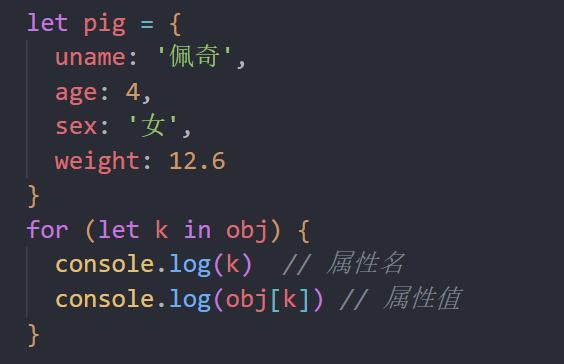 let pig = {
  uname: '佩奇',
  age: 4,
  sex: '女',
  weight: 12.6
}
for (let k in obj) {
  console.log(k)  // 属性名
  console.log(obj[k]) // 属性值
}